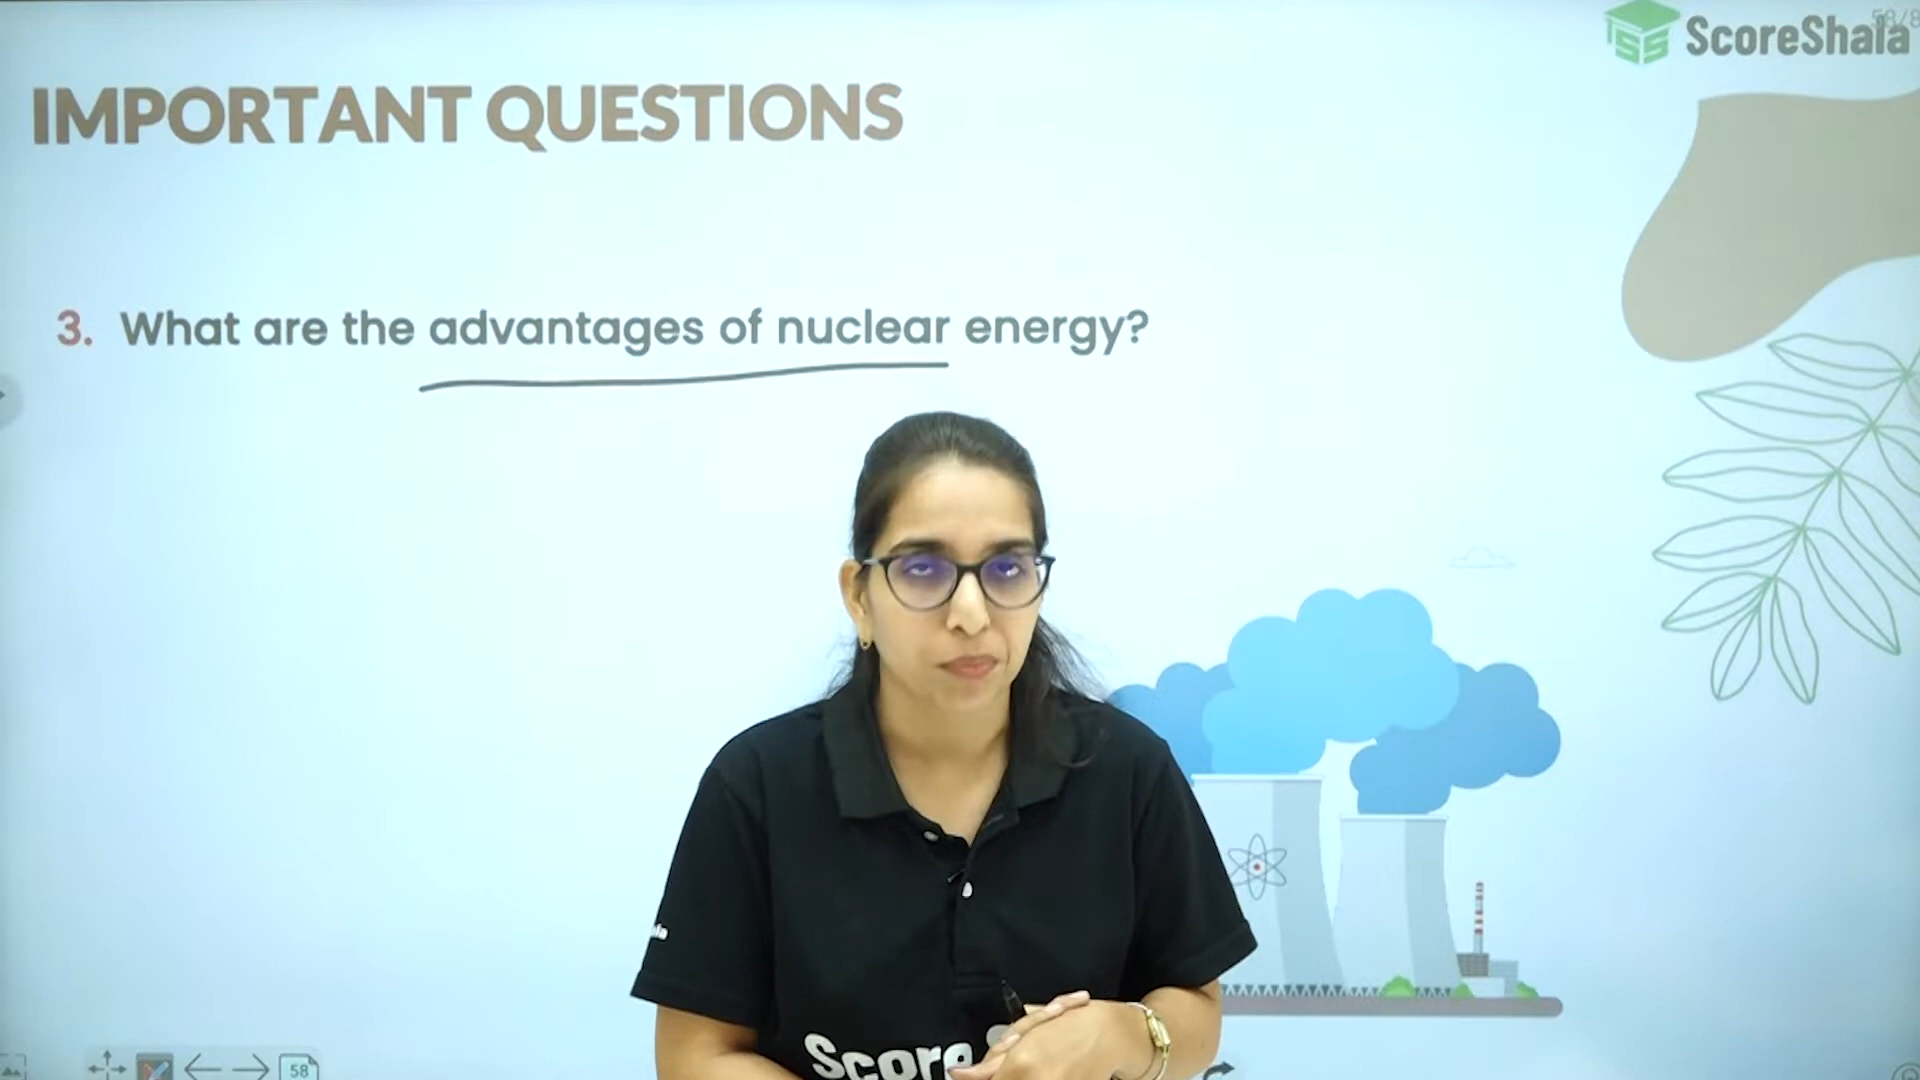 ScoreShala
IMPORTANT QUESTIONS
3. What are the advantages of nuclear energy?
Score
58